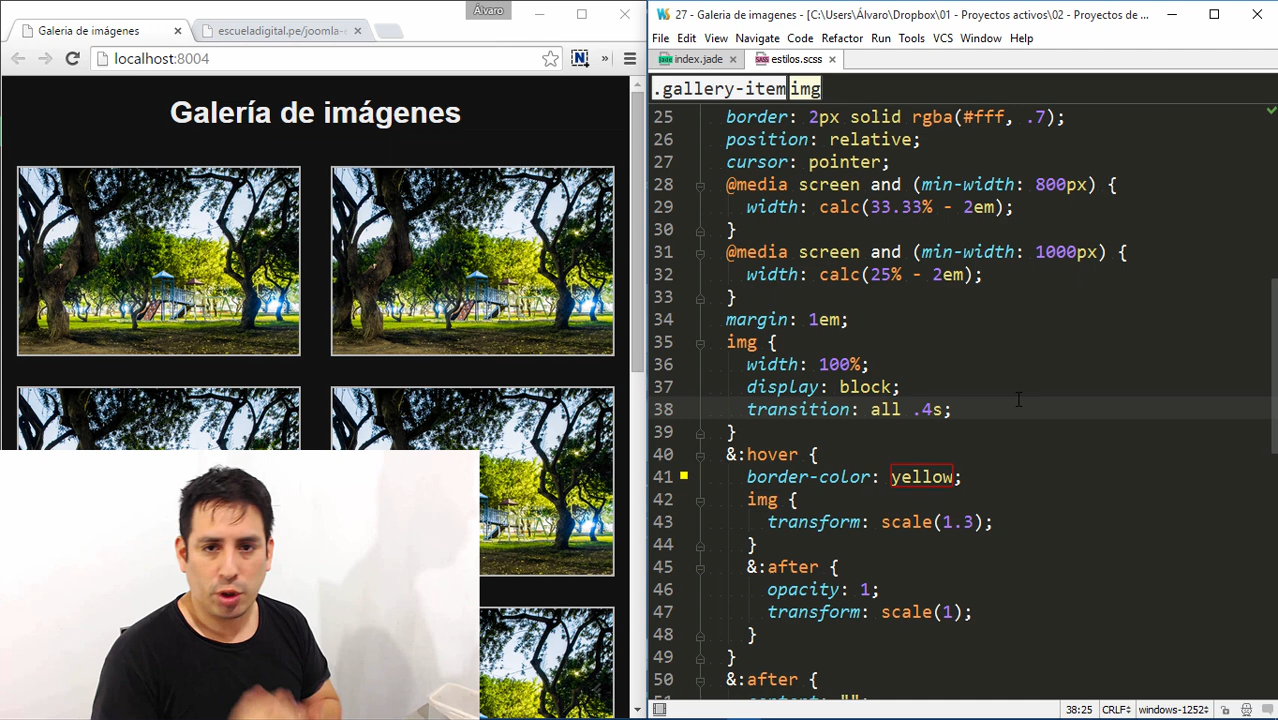 Álvaro
Galeria de imagenes
escueladigital.pe/joomla-
localhost:8004
N
»
Galería de imágenes
27 - Galeria de imagenes - [C:\Users\Álvaro\Dropbox\01 - Proyectos activos\02 - Proyectos de ...
File Edit View Navigate Code Refactor Run Tools VCS Window Help
index.jade
estilos.scss
.gallery-item img
25 border: 2px solid rgba(#fff, .7);
26 position: relative;
27 cursor: pointer;
28 @media screen and (min-width: 800px) {
29 width: calc(33.33% - 2em);
30 }
31 @media screen and (min-width: 1000px) {
32 width: calc(25% - 2em);
33 }
34 margin: 1em;
35 img {
36 width: 100%;
37 display: block;
38 transition: all .4s;
39 }
40 &:hover {
41 border-color: yellow;
42 img {
43 transform: scale(1.3);
44 }
45 &:after {
46 opacity: 1;
47 transform: scale(1);
48 }
49 }
50 &:after {
38:25 CRLF windows-1252